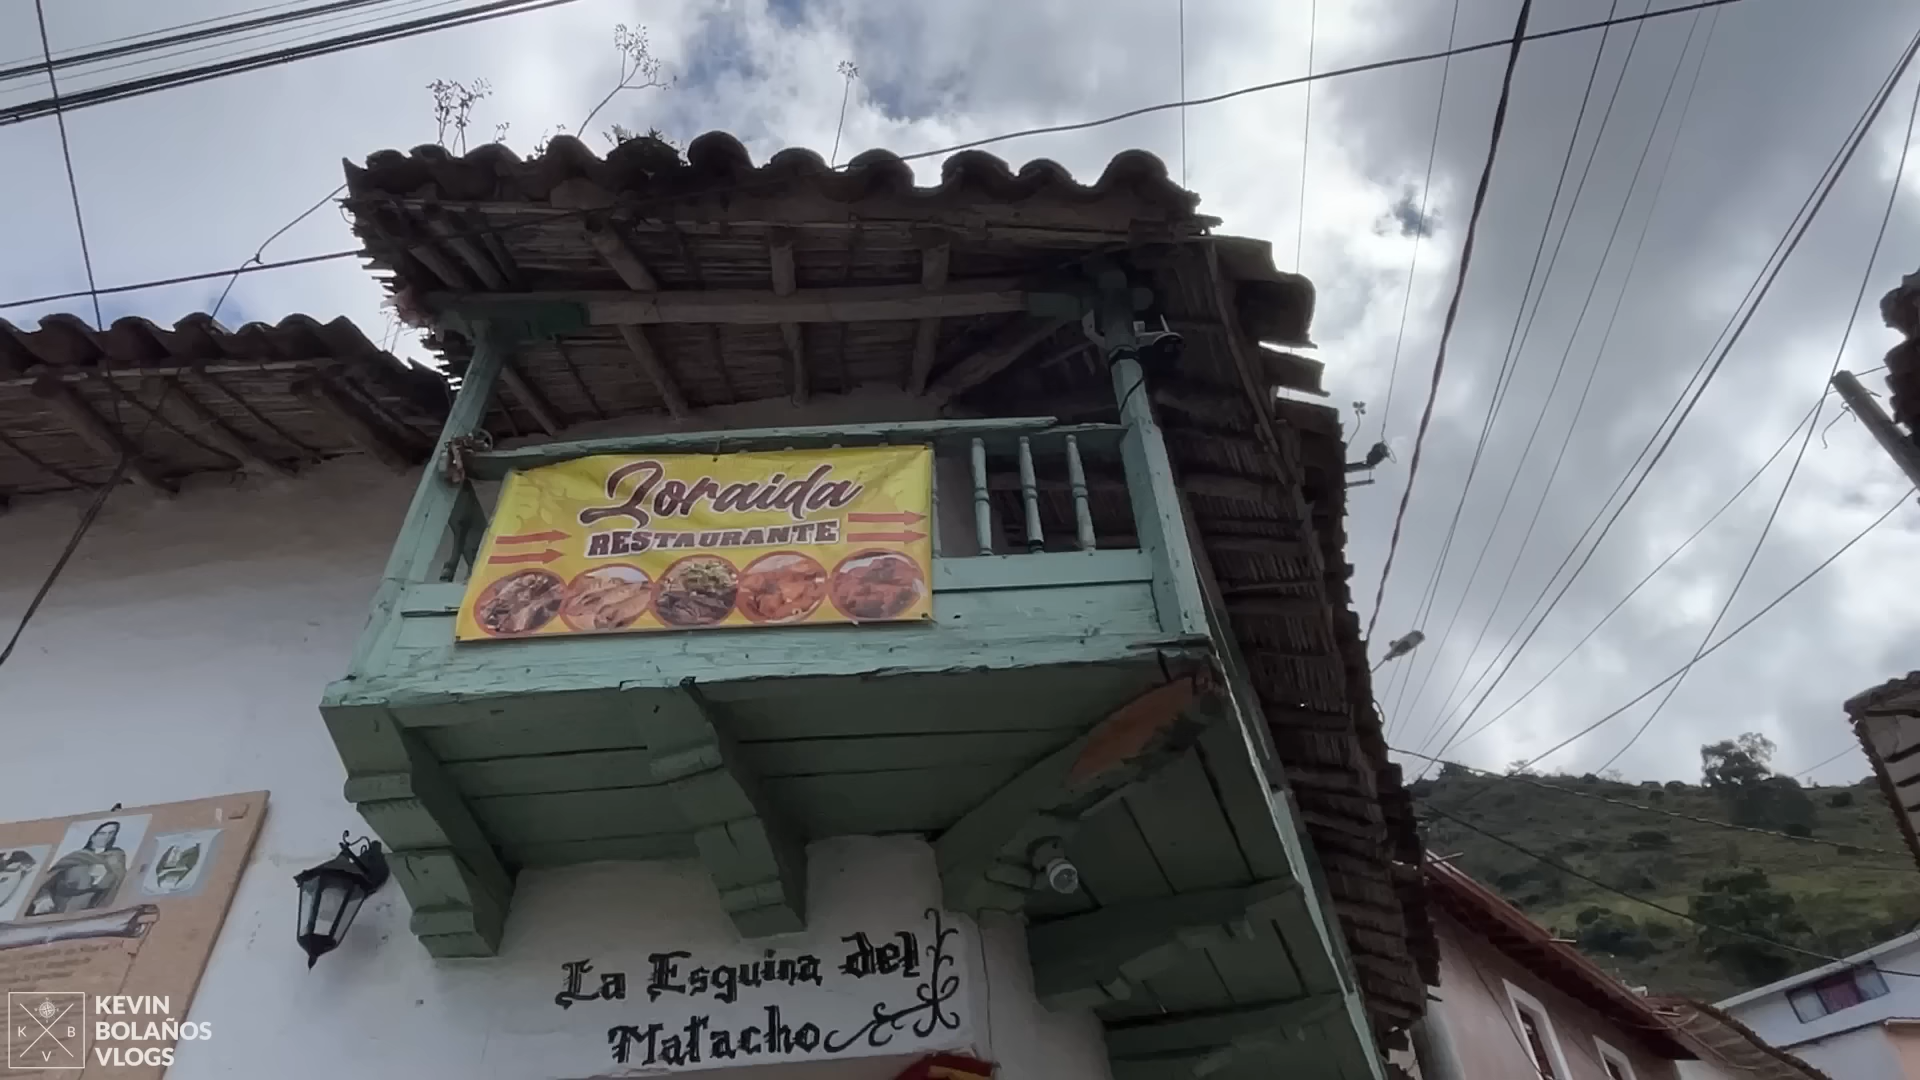 Zoraida
RESTAURANTE
La Esquina del
Matacho
K B
V
KEVIN
BOLAÑOS
VLOGS